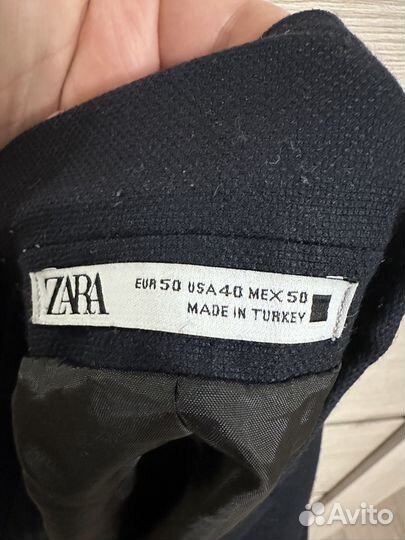 ZARA
EUR 50 USA 40 MEX 50
MADE IN TURKEY
Avito